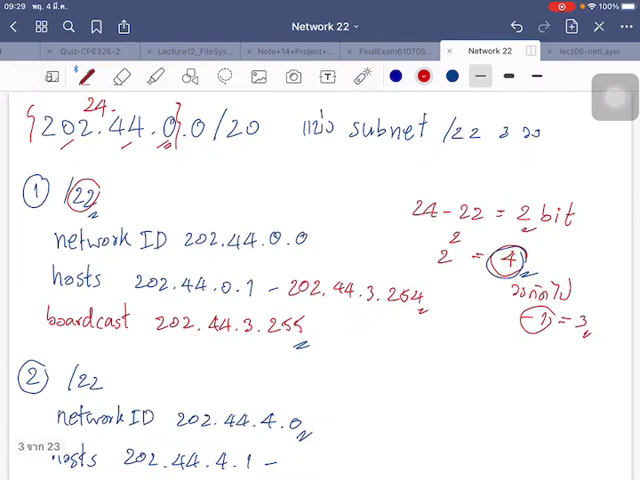 09:29 พฤ. 4 มี.ค.
100%
Network 22
Quiz-CPE326-2
Lecture12_FileSys...
Note+14+Project+...
FinalExam610705...
Network 22
lect06-netLayer
24.
{202.44.0}.0/20 แบ่ง subnet /22 3 วง
① /22
24-22 = 2 bit
network ID 202.44.0.0
2² = 4
hosts 202.44.0.1 - 202.44.3.254
วงถัดไป
boardcast 202.44.3.255
-1 = 3
② /22
network ID 202.44.4.0
3 จาก 23
hosts 202.44.4.1 -